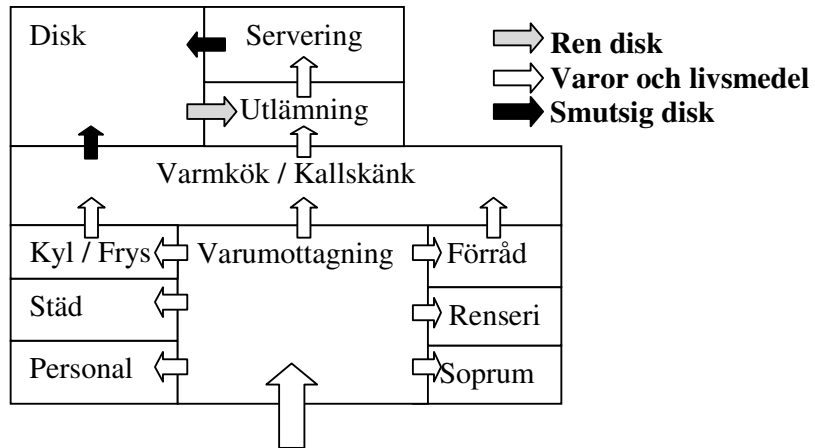 Disk
Servering
Utlämning
Ren disk
Varor och livsmedel
Smutsig disk
Varmkök / Kallskänk
Kyl / Frys
Varumottagning
Förråd
Städ
Renseri
Personal
Soprum